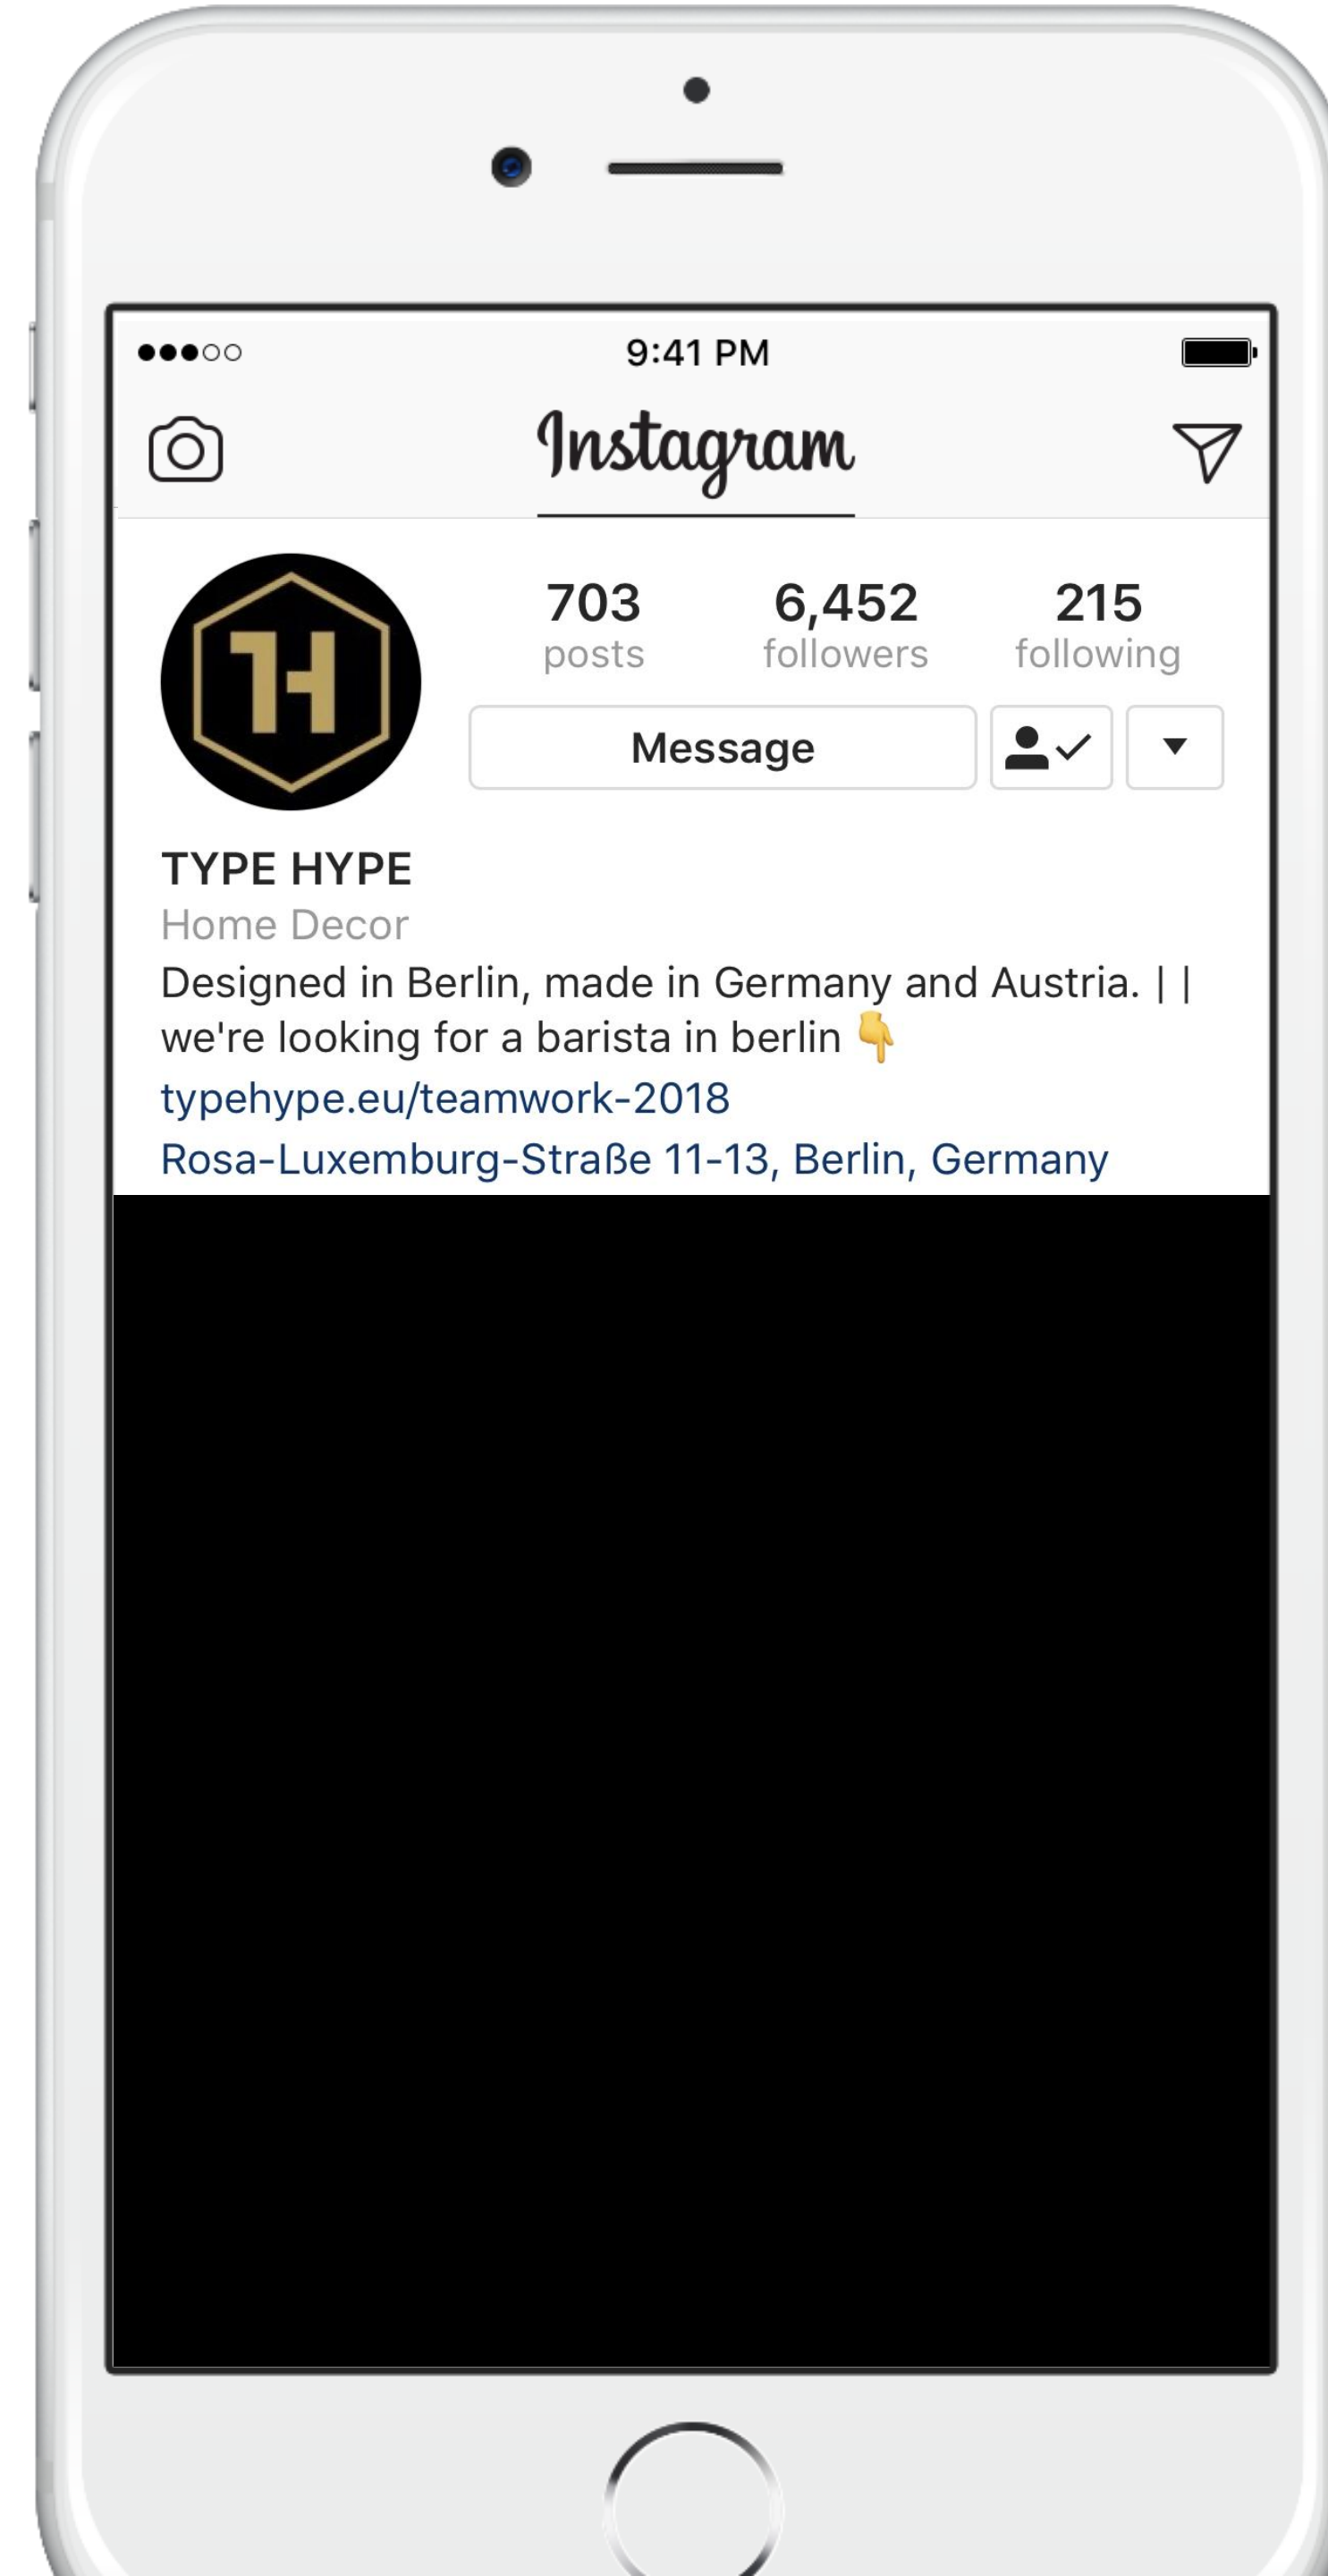 9:41 PM
Instagram
TH
703 6,452 215
posts followers following
Message
TYPE HYPE
Home Decor
Designed in Berlin, made in Germany and Austria. | |
we're looking for a barista in berlin 👇
typehype.eu/teamwork-2018
Rosa-Luxemburg-Straße 11-13, Berlin, Germany